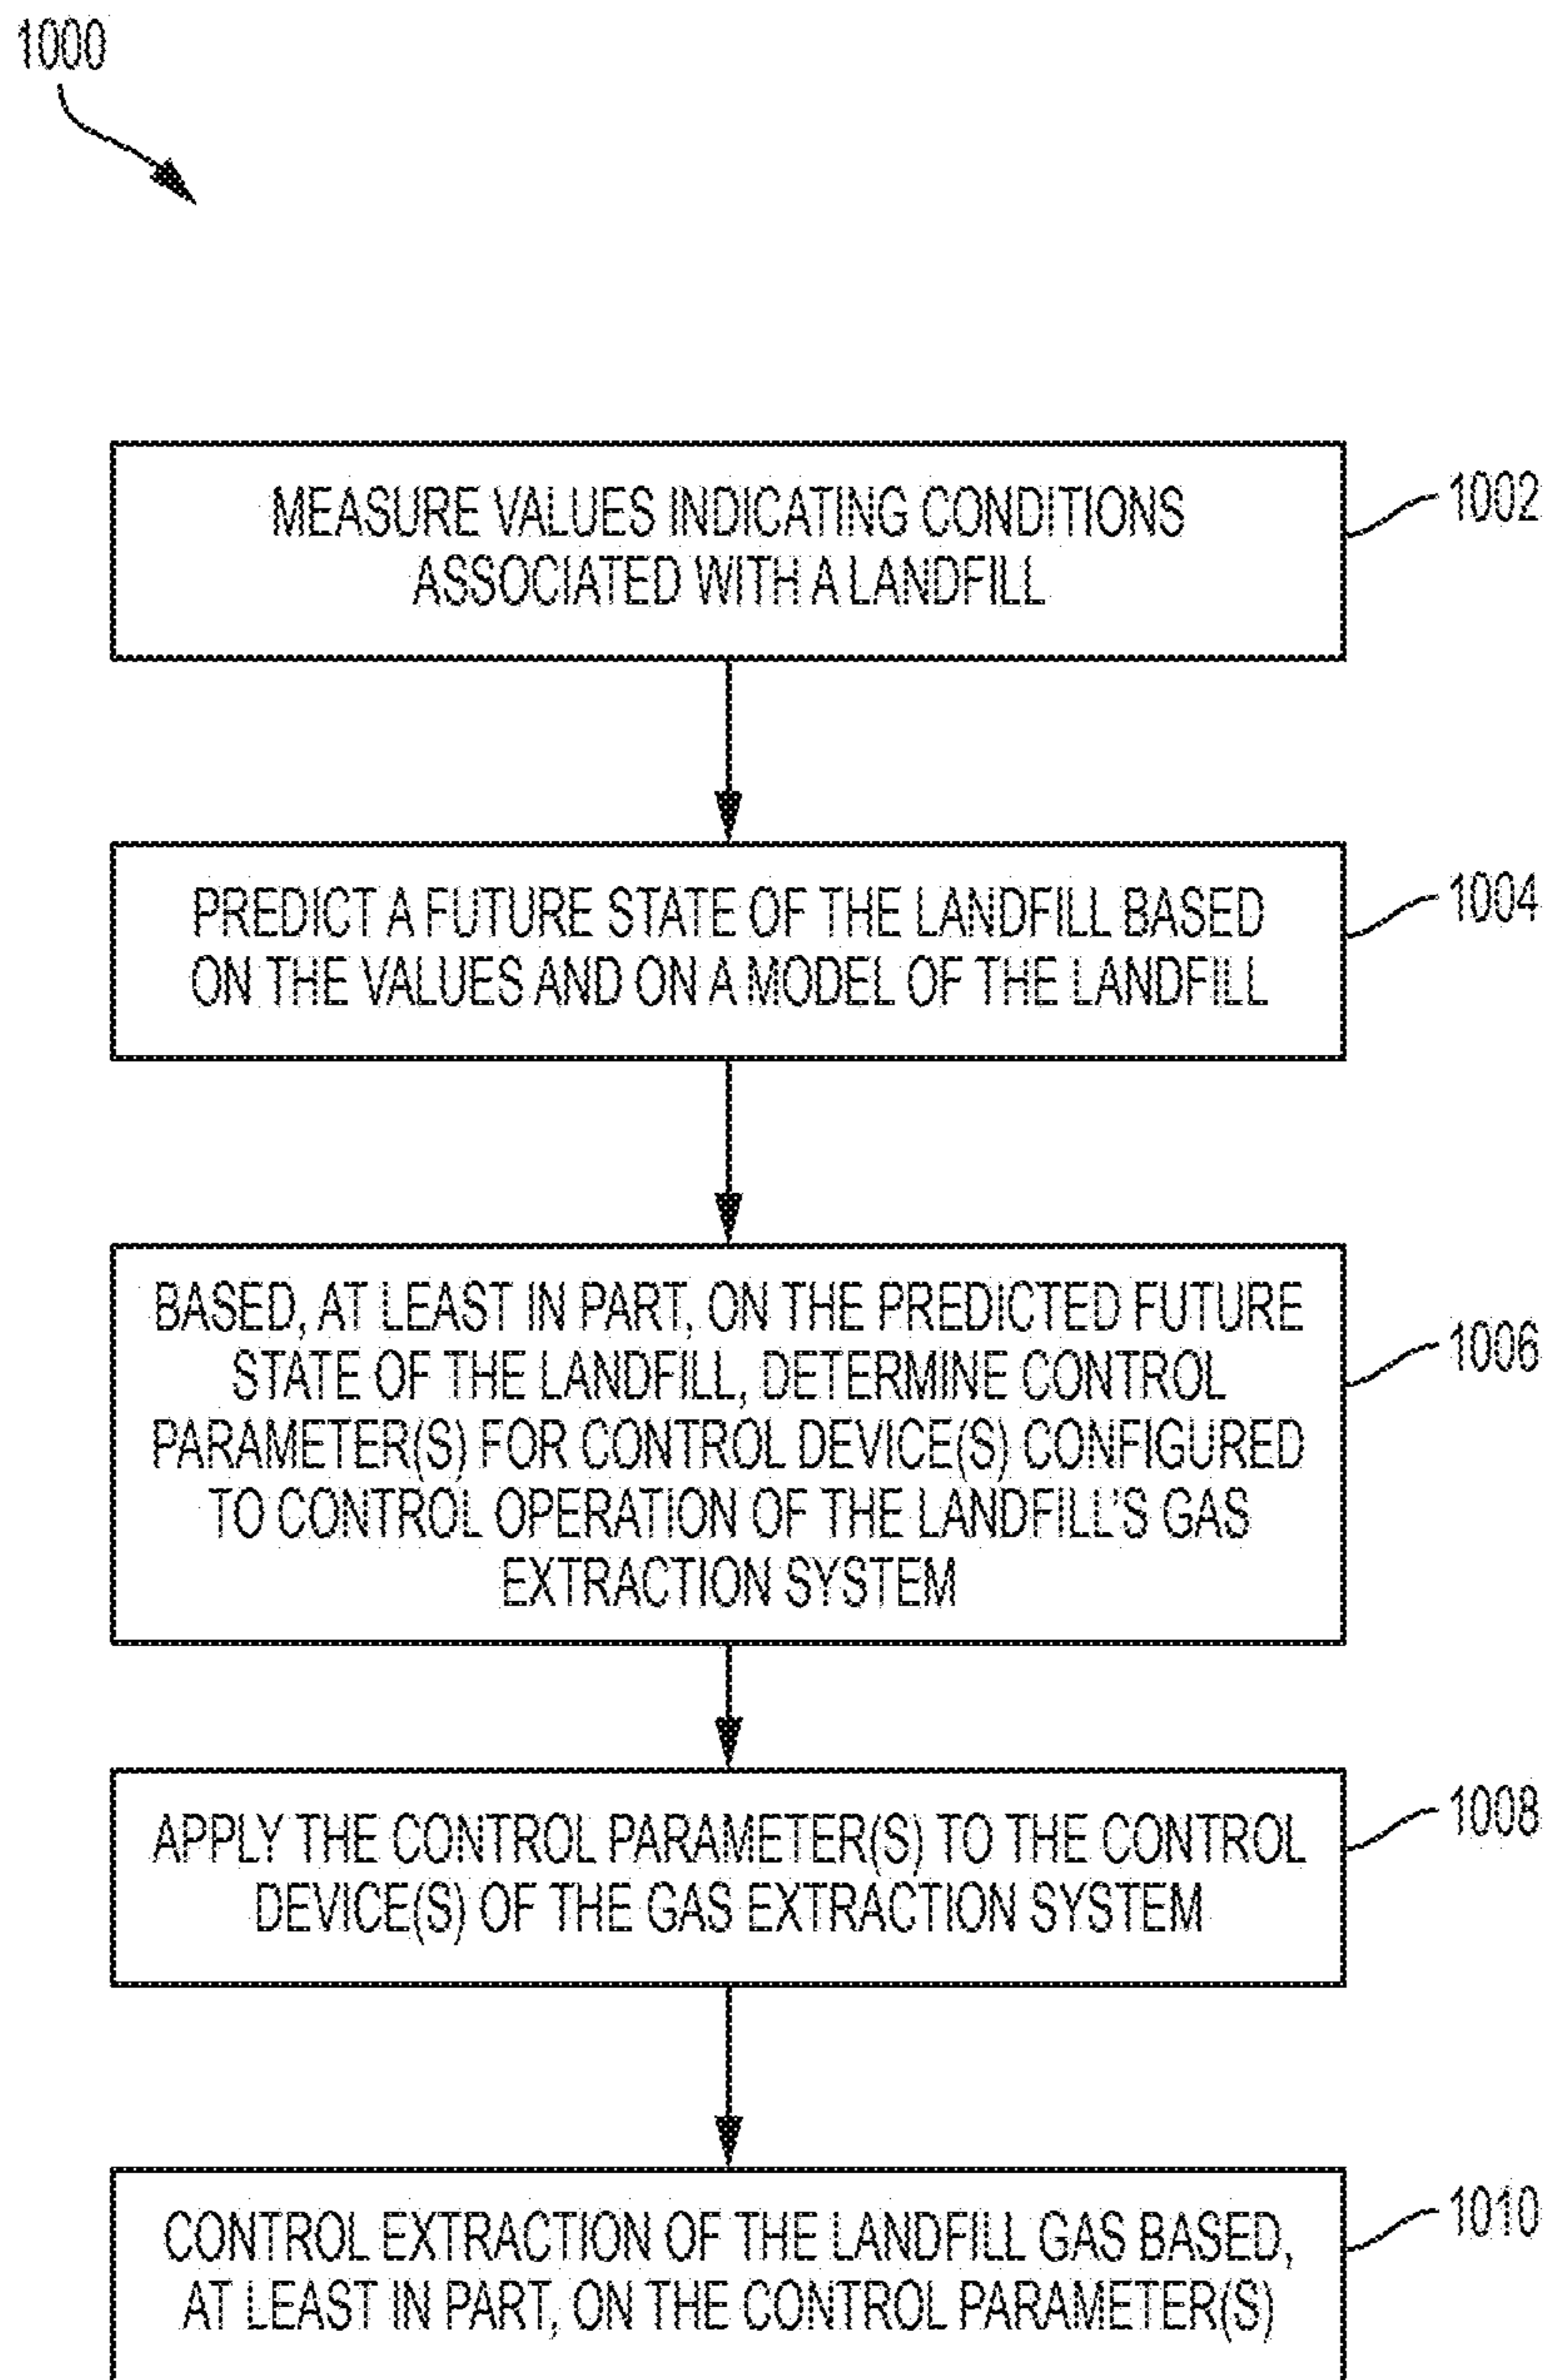 1000
MEASURE VALUES INDICATING CONDITIONS
ASSOCIATED WITH A LANDFILL
1002
PREDICT A FUTURE STATE OF THE LANDFILL BASED
ON THE VALUES AND ON A MODEL OF THE LANDFILL
1004
BASED, AT LEAST IN PART, ON THE PREDICTED FUTURE
STATE OF THE LANDFILL, DETERMINE CONTROL
PARAMETER(S) FOR CONTROL DEVICE(S) CONFIGURED
TO CONTROL OPERATION OF THE LANDFILL'S GAS
EXTRACTION SYSTEM
1006
APPLY THE CONTROL PARAMETER(S) TO THE CONTROL
DEVICE(S) OF THE GAS EXTRACTION SYSTEM
1008
CONTROL EXTRACTION OF THE LANDFILL GAS BASED,
AT LEAST IN PART, ON THE CONTROL PARAMETER(S)
1010